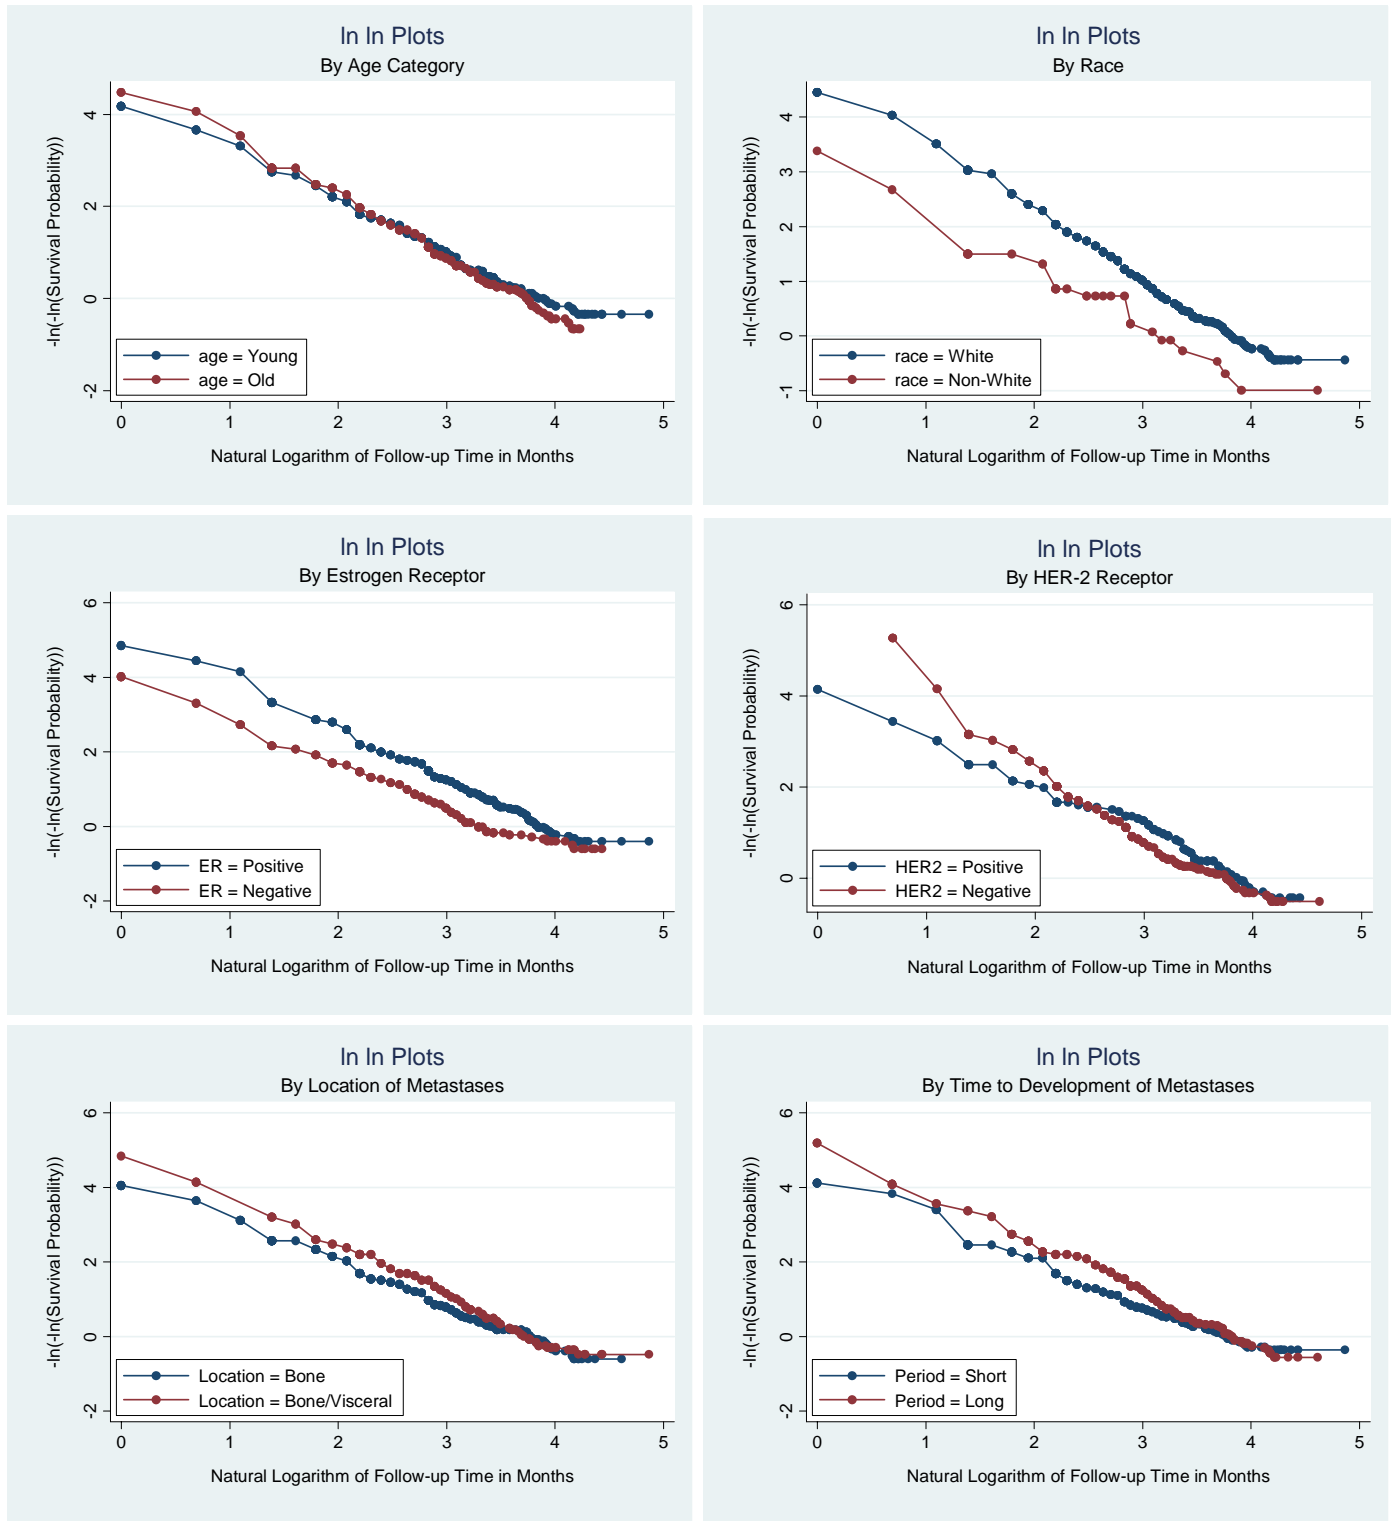 ln ln Plots
By Age Category
-ln(-ln(Survival Probability))
4
2
0
-2
age = Young
age = Old
0 1 2 3 4 5
Natural Logarithm of Follow-up Time in Months
ln ln Plots
By Race
-ln(-ln(Survival Probability))
4
3
2
1
0
-1
race = White
race = Non-White
0 1 2 3 4 5
Natural Logarithm of Follow-up Time in Months
ln ln Plots
By Estrogen Receptor
-ln(-ln(Survival Probability))
6
4
2
0
-2
ER = Positive
ER = Negative
0 1 2 3 4 5
Natural Logarithm of Follow-up Time in Months
ln ln Plots
By HER-2 Receptor
-ln(-ln(Survival Probability))
6
4
2
0
HER2 = Positive
HER2 = Negative
0 1 2 3 4 5
Natural Logarithm of Follow-up Time in Months
ln ln Plots
By Location of Metastases
-ln(-ln(Survival Probability))
6
4
2
0
-2
Location = Bone
Location = Bone/Visceral
0 1 2 3 4 5
Natural Logarithm of Follow-up Time in Months
ln ln Plots
By Time to Development of Metastases
-ln(-ln(Survival Probability))
6
4
2
0
-2
Period = Short
Period = Long
0 1 2 3 4 5
Natural Logarithm of Follow-up Time in Months